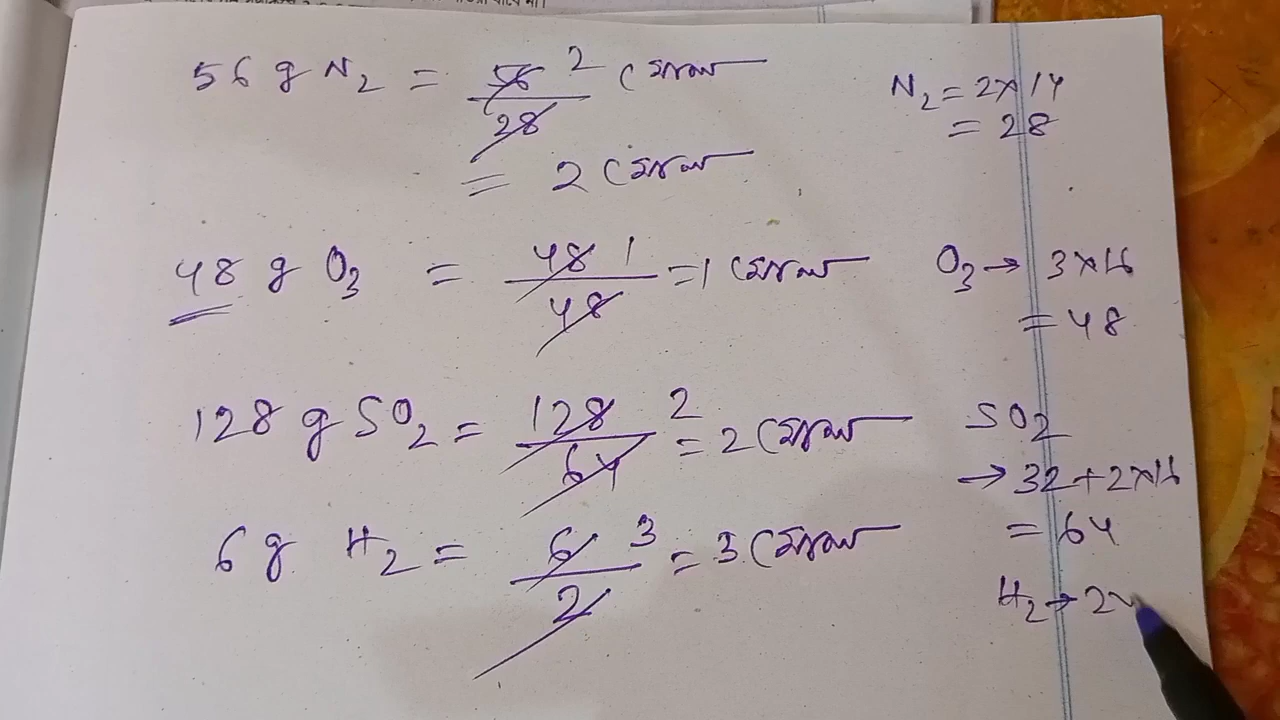 56 g N₂ = 56/28 2 মোল
= 2 মোল
N₂ = 2×14
= 28
48 g O₃ = 48/48 1 = 1 মোল
O₃ → 3×16
= 48
128 g SO₂ = 128/64 2 = 2 মোল
SO₂
→ 32+2×16
= 64
6 g H₂ = 6/2 3 = 3 মোল
H₂ → 2×